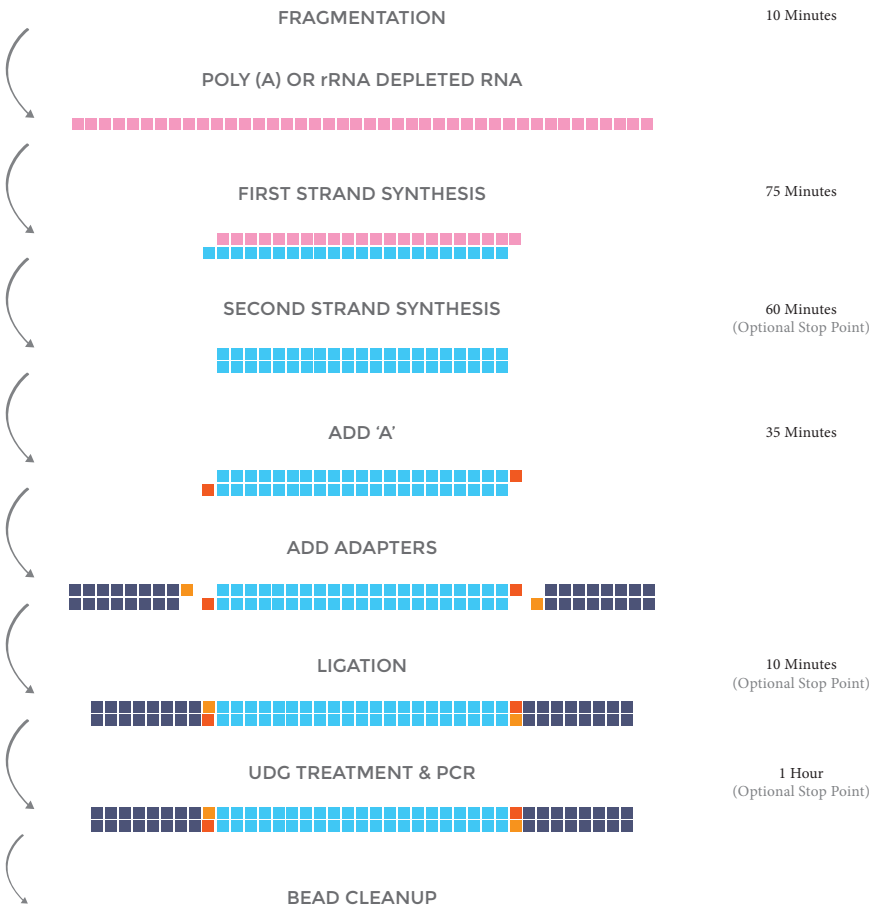 FRAGMENTATION 10 Minutes
POLY (A) OR rRNA DEPLETED RNA
FIRST STRAND SYNTHESIS 75 Minutes
SECOND STRAND SYNTHESIS 60 Minutes
(Optional Stop Point)
ADD ‘A’ 35 Minutes
ADD ADAPTERS
LIGATION 10 Minutes
(Optional Stop Point)
UDG TREATMENT & PCR 1 Hour
(Optional Stop Point)
BEAD CLEANUP